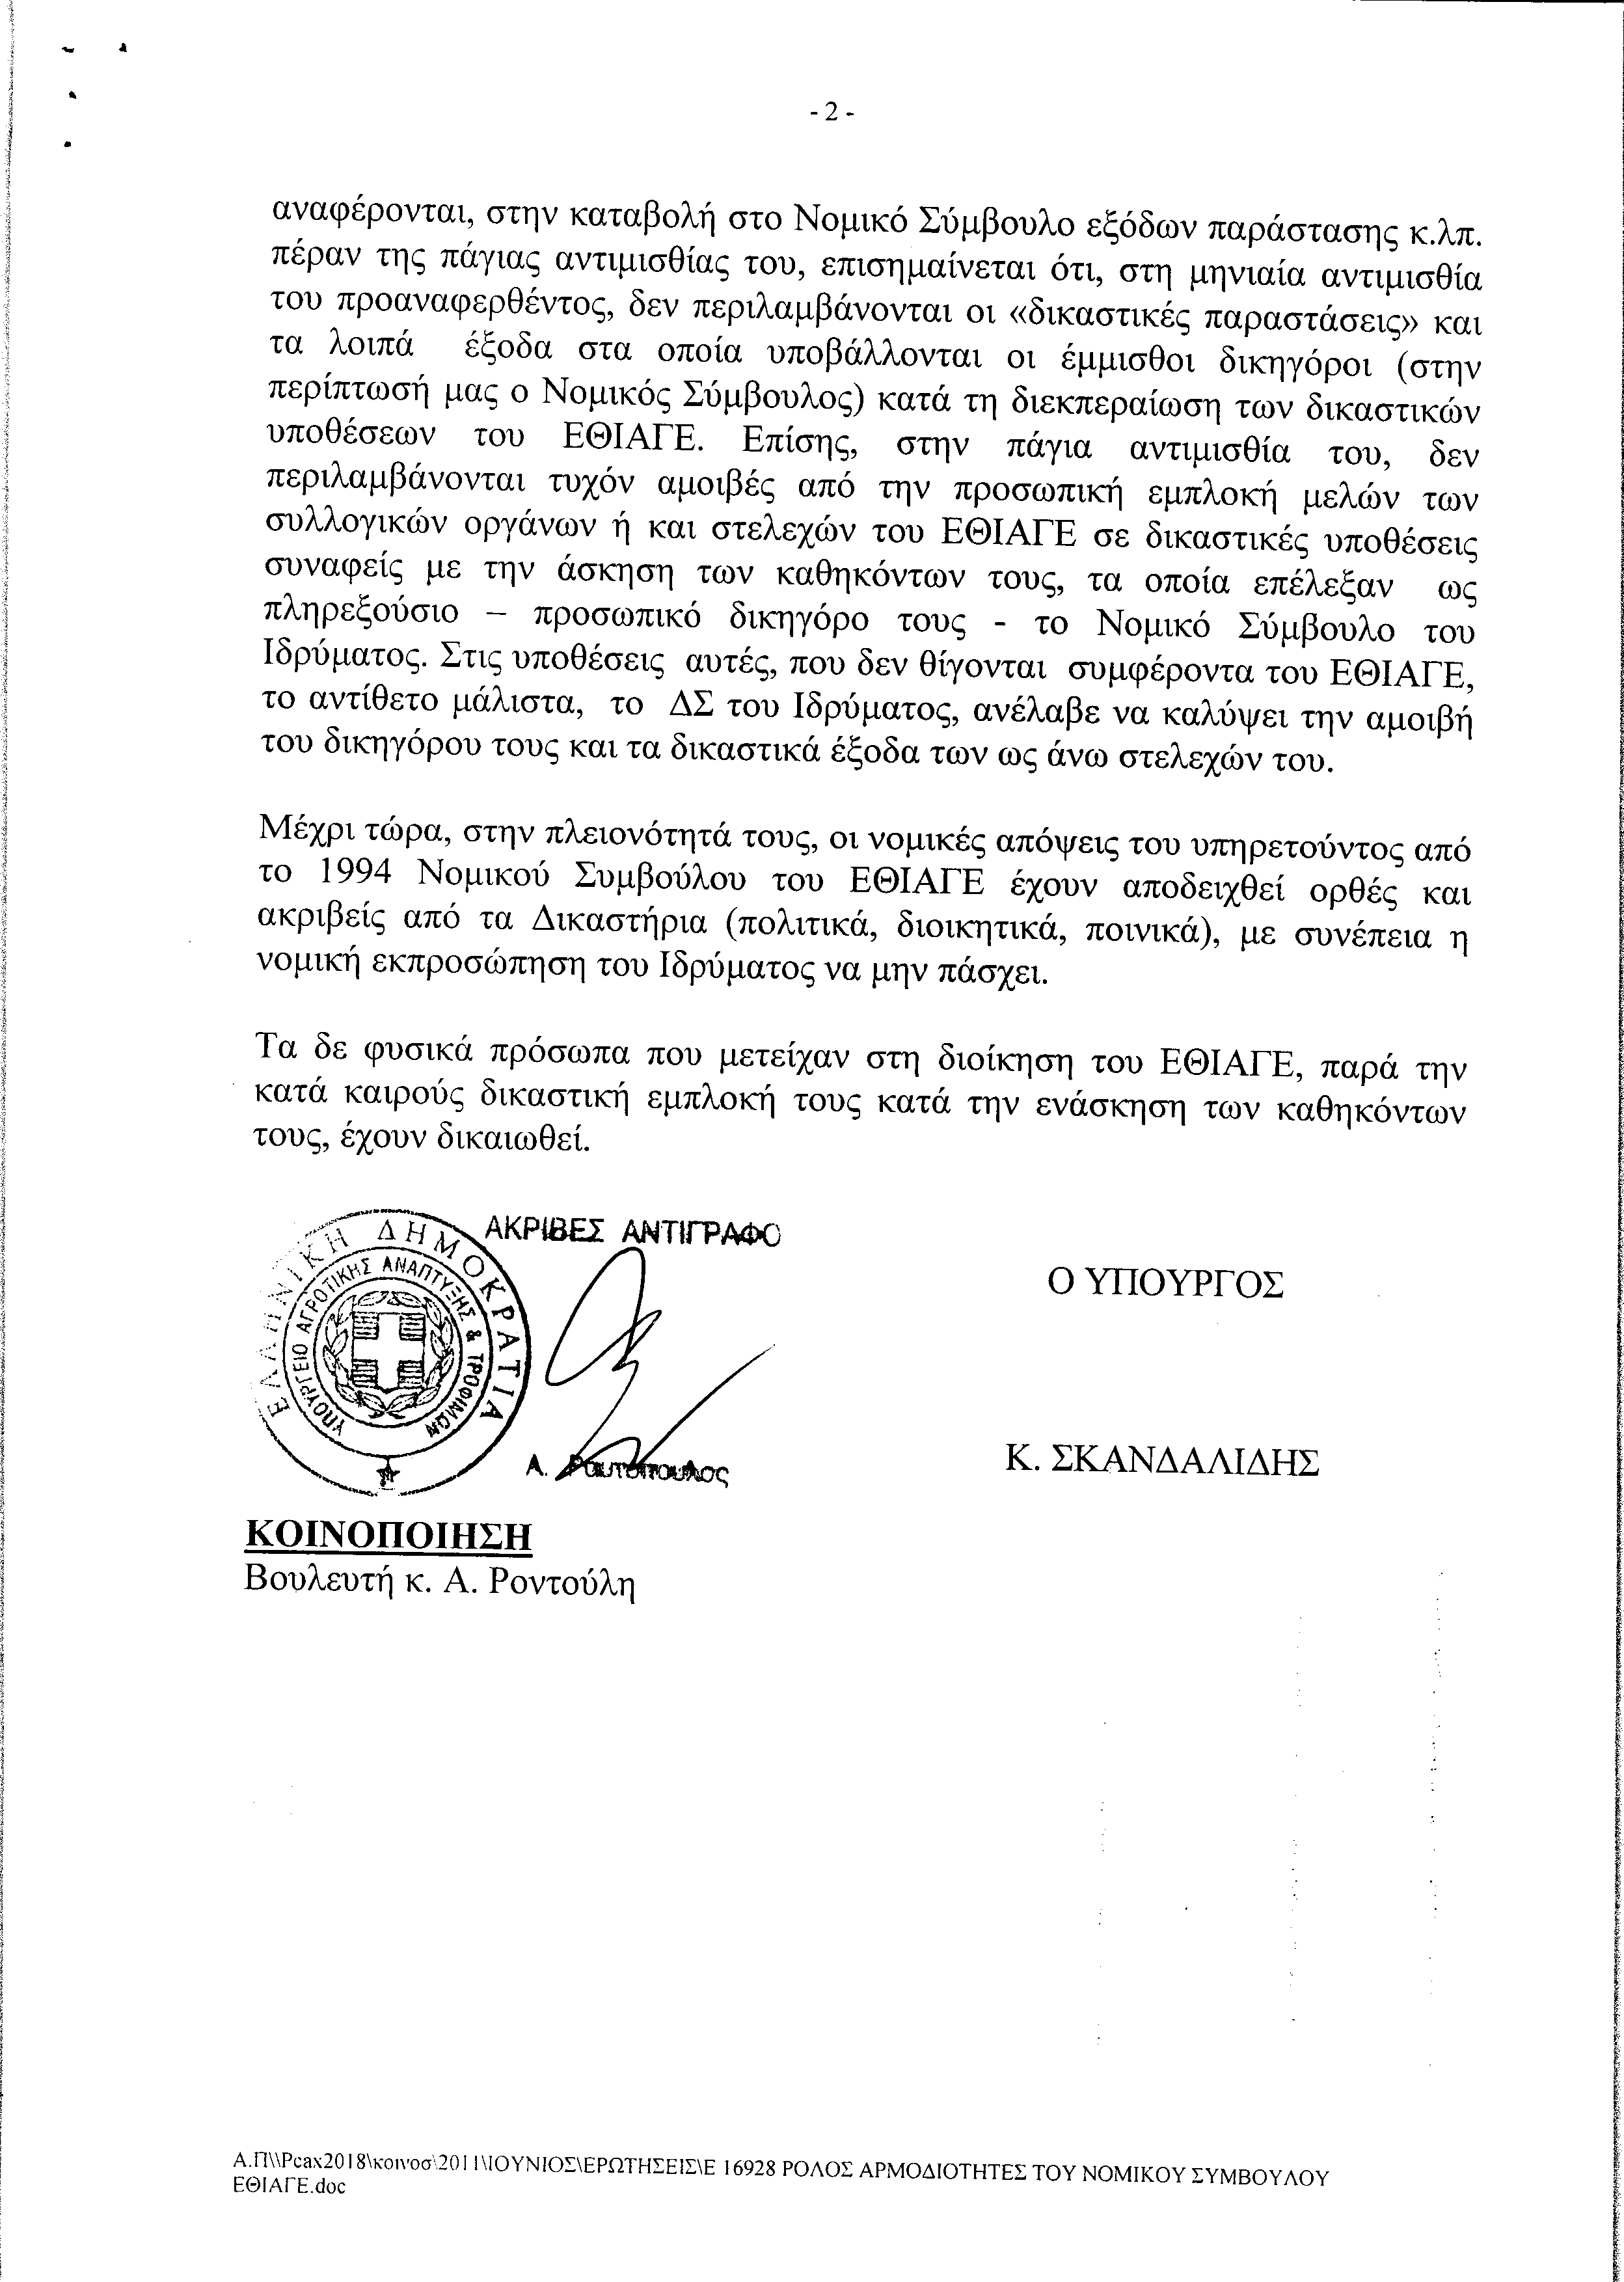 - 2 -
αναφέρονται, στην καταβολή στο Νομικό Σύμβουλο εξόδων παράστασης κ.λπ.
πέραν της πάγιας αντιμισθίας του, επισημαίνεται ότι, στη μηνιαία αντιμισθία
του προαναφερθέντος, δεν περιλαμβάνονται οι «δικαστικές παραστάσεις» και
τα λοιπά έξοδα στα οποία υποβάλλονται οι έμμισθοι δικηγόροι (στην
περίπτωσή μας ο Νομικός Σύμβουλος) κατά τη διεκπεραίωση των δικαστικών
υποθέσεων του ΕΘΙΑΓΕ. Επίσης, στην πάγια αντιμισθία του, δεν
περιλαμβάνονται τυχόν αμοιβές από την προσωπική εμπλοκή μελών των
συλλογικών οργάνων ή και στελεχών του ΕΘΙΑΓΕ σε δικαστικές υποθέσεις
συναφείς με την άσκηση των καθηκόντων τους, τα οποία επέλεξαν ως
πληρεξούσιο – προσωπικό δικηγόρο τους - το Νομικό Σύμβουλο του
Ιδρύματος. Στις υποθέσεις αυτές, που δεν θίγονται συμφέροντα του ΕΘΙΑΓΕ,
το αντίθετο μάλιστα, το ΔΣ του Ιδρύματος, ανέλαβε να καλύψει την αμοιβή
του δικηγόρου τους και τα δικαστικά έξοδα των ως άνω στελεχών του.
Μέχρι τώρα, στην πλειονότητά τους, οι νομικές απόψεις του υπηρετούντος από
το 1994 Νομικού Συμβούλου του ΕΘΙΑΓΕ έχουν αποδειχθεί ορθές και
ακριβείς από τα Δικαστήρια (πολιτικά, διοικητικά, ποινικά), με συνέπεια η
νομική εκπροσώπηση του Ιδρύματος να μην πάσχει.
Τα δε φυσικά πρόσωπα που μετείχαν στη διοίκηση του ΕΘΙΑΓΕ, παρά την
κατά καιρούς δικαστική εμπλοκή τους κατά την ενάσκηση των καθηκόντων
τους, έχουν δικαιωθεί.
ΑΚΡΙΒΕΣ ΑΝΤΙΓΡΑΦΟ
ΕΛΛΗΝΙΚΗ ΔΗΜΟΚΡΑΤΙΑ
ΥΠΟΥΡΓΕΙΟ ΑΓΡΟΤΙΚΗΣ ΑΝΑΠΤΥΞΗΣ & ΤΡΟΦΙΜΩΝ
Ο ΥΠΟΥΡΓΟΣ
Α.
Κ. ΣΚΑΝΔΑΛΙΔΗΣ
ΚΟΙΝΟΠΟΙΗΣΗ
Βουλευτή κ. Α. Ροντούλη
Α.Π\\Pcax2018\κοινοσ\2011\ΙΟΥΝΙΟΣ\ΕΡΩΤΗΣΕΙΣ\Ε 16928 ΡΟΛΟΣ ΑΡΜΟΔΙΟΤΗΤΕΣ ΤΟΥ ΝΟΜΙΚΟΥ ΣΥΜΒΟΥΛΟΥ
ΕΘΙΑΓΕ.doc